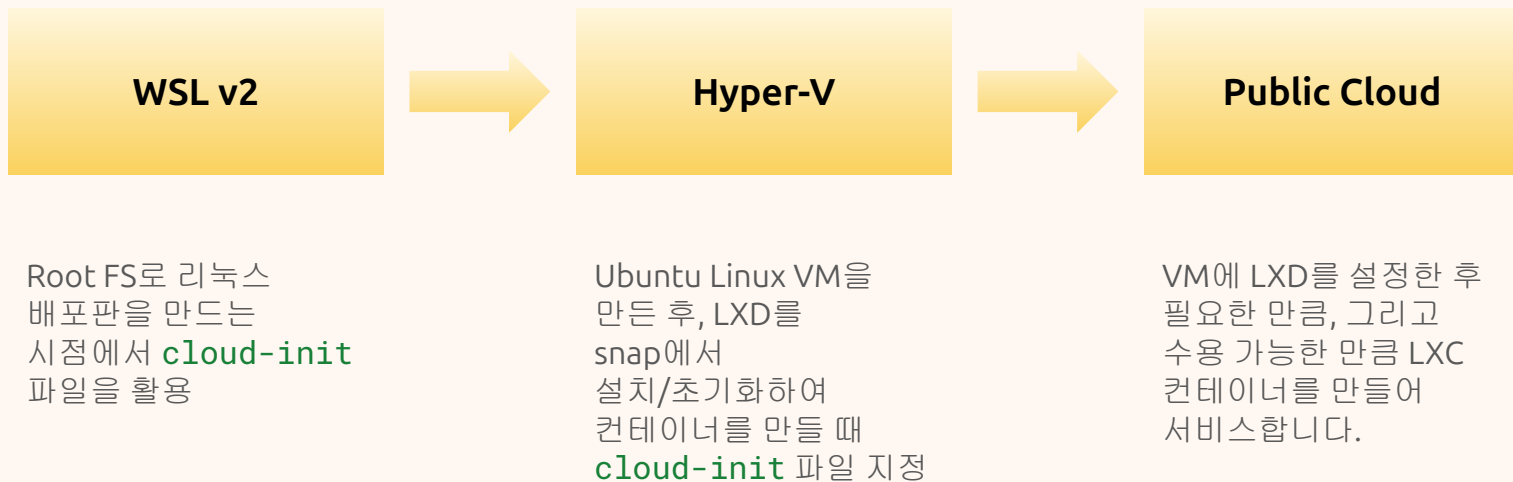 WSL v2
Hyper-V
Public Cloud
Root FS로 리눅스
배포판을 만드는
시점에서 cloud-init
파일을 활용
Ubuntu Linux VM을
만든 후, LXD를
snap에서
설치/초기화하여
컨테이너를 만들 때
cloud-init 파일 지정
VM에 LXD를 설정한 후
필요한 만큼, 그리고
수용 가능한 만큼 LXC
컨테이너를 만들어
서비스합니다.